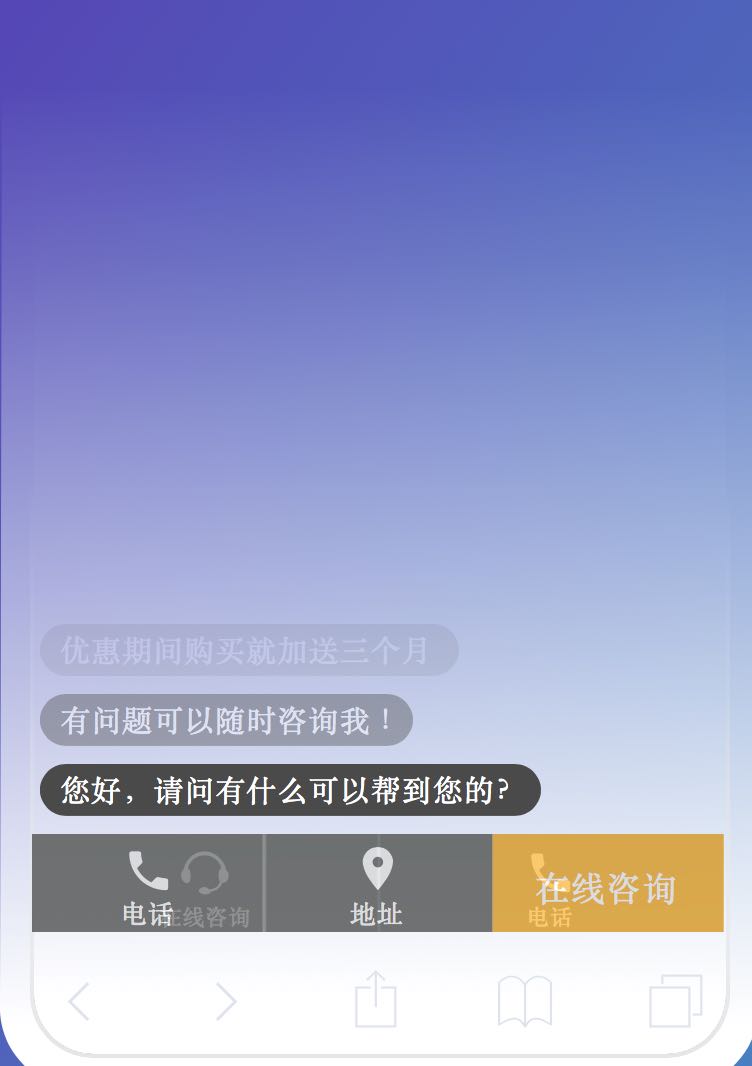 优惠期间购买就加送三个月
有问题可以随时咨询我！
您好，请问有什么可以帮到您的？
电话
在线咨询
地址
在线咨询
电话